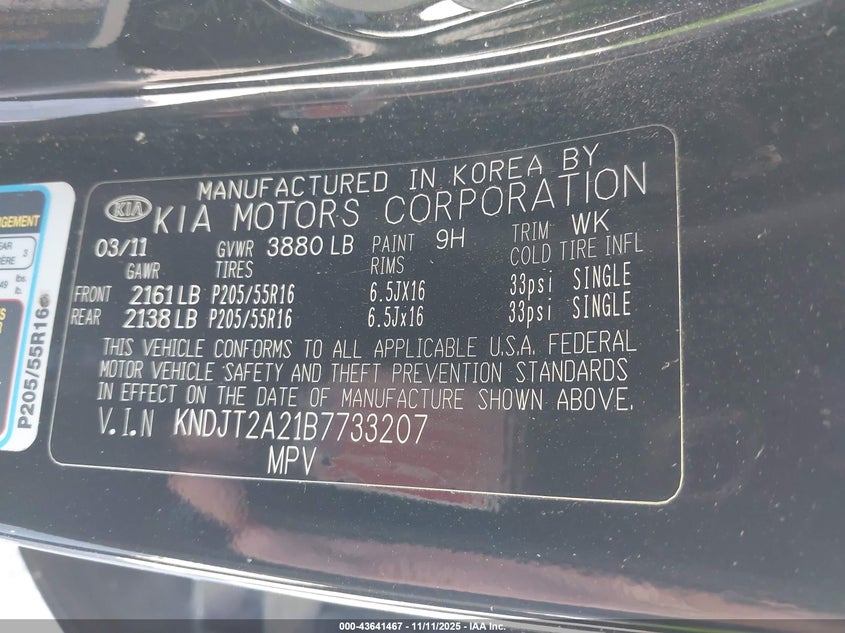 MANUFACTURED IN KOREA BY
KIA KIA MOTORS CORPORATION
03/11 GVWR 3880 LB PAINT 9H TRIM WK
GAWR TIRES RIMS COLD TIRE INFL
FRONT 2161 LB P205/55R16 6.5JX16 33psi SINGLE
REAR 2138 LB P205/55R16 6.5Jx16 33psi SINGLE
THIS VEHICLE CONFORMS TO ALL APPLICABLE U.S.A. FEDERAL
MOTOR VEHICLE SAFETY AND THEFT PREVENTION STANDARDS
IN EFFECT ON THE DATE OF MANUFACTURE SHOWN ABOVE.
V.I.N KNDJT2A21B7733207
MPV
P205/55R16
000-43641467 - 11/11/2025 - IAA Inc.